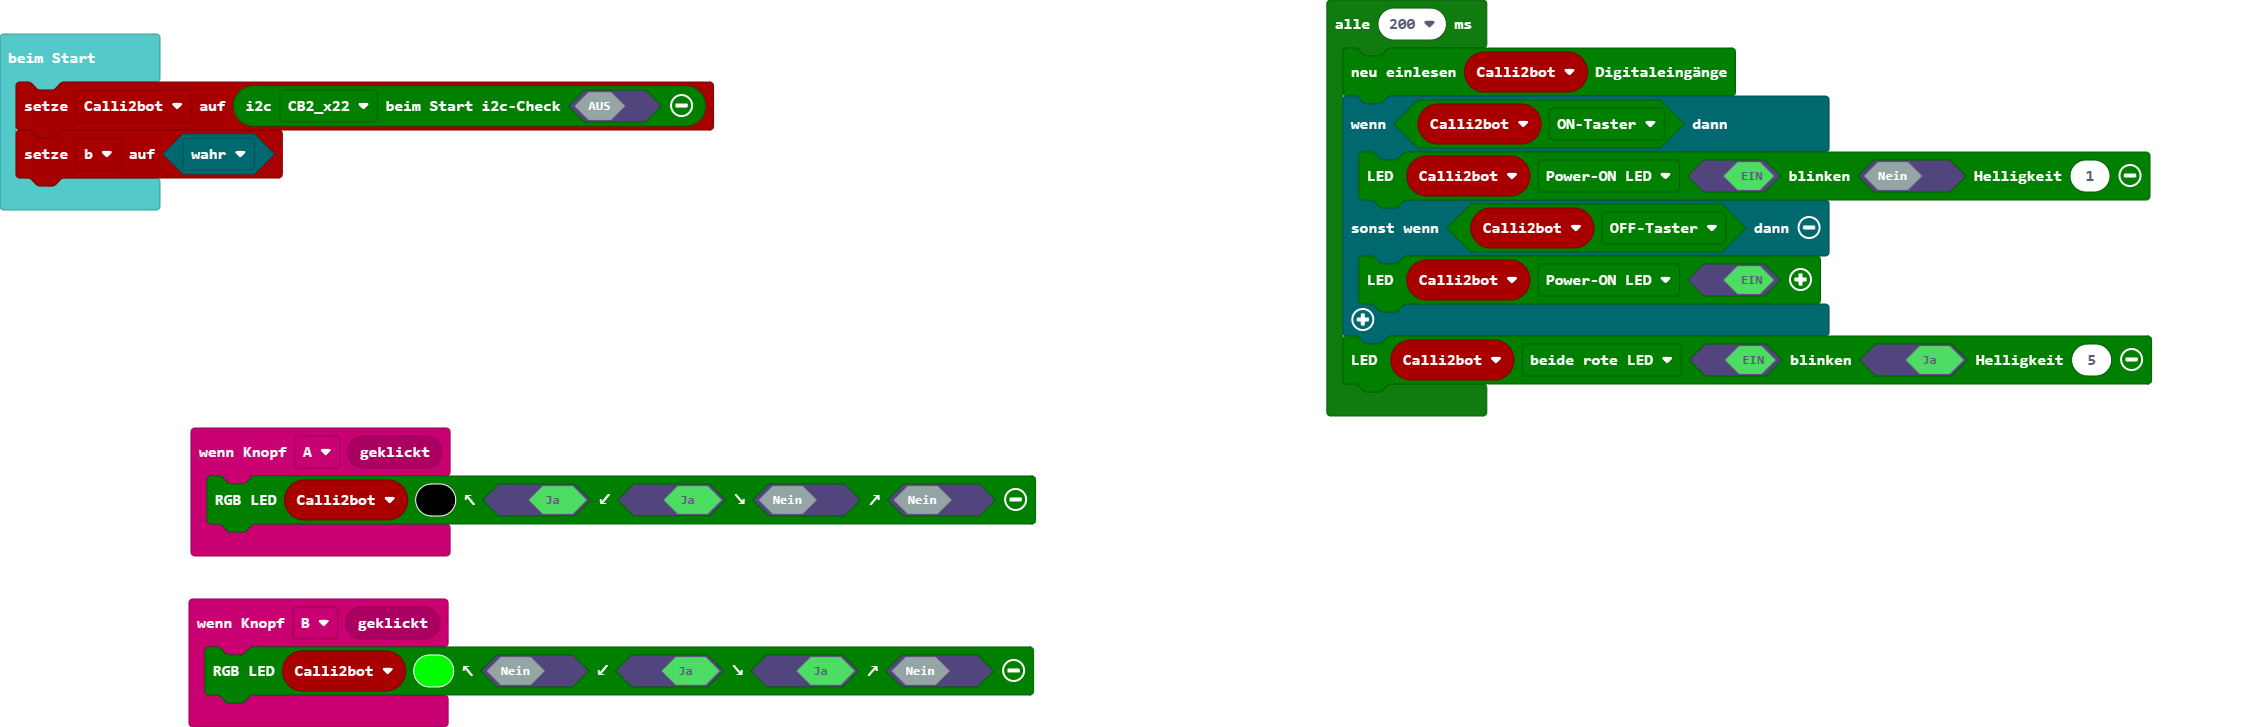 beim Start
setze Calli2bot auf i2c CB2_x22 beim Start i2c-Check AUS
setze b auf wahr
alle 200 ms
neu einlesen Calli2bot Digitaleingänge
wenn Calli2bot ON-Taster dann
LED Calli2bot Power-ON LED EIN blinken Nein Helligkeit 1
sonst wenn Calli2bot OFF-Taster dann
LED Calli2bot Power-ON LED EIN
LED Calli2bot beide rote LED EIN blinken Ja Helligkeit 5
wenn Knopf A geklickt
RGB LED Calli2bot ↖ Ja ↙ Ja ↘ Nein ↗ Nein
wenn Knopf B geklickt
RGB LED Calli2bot ↖ Nein ↙ Ja ↘ Ja ↗ Nein